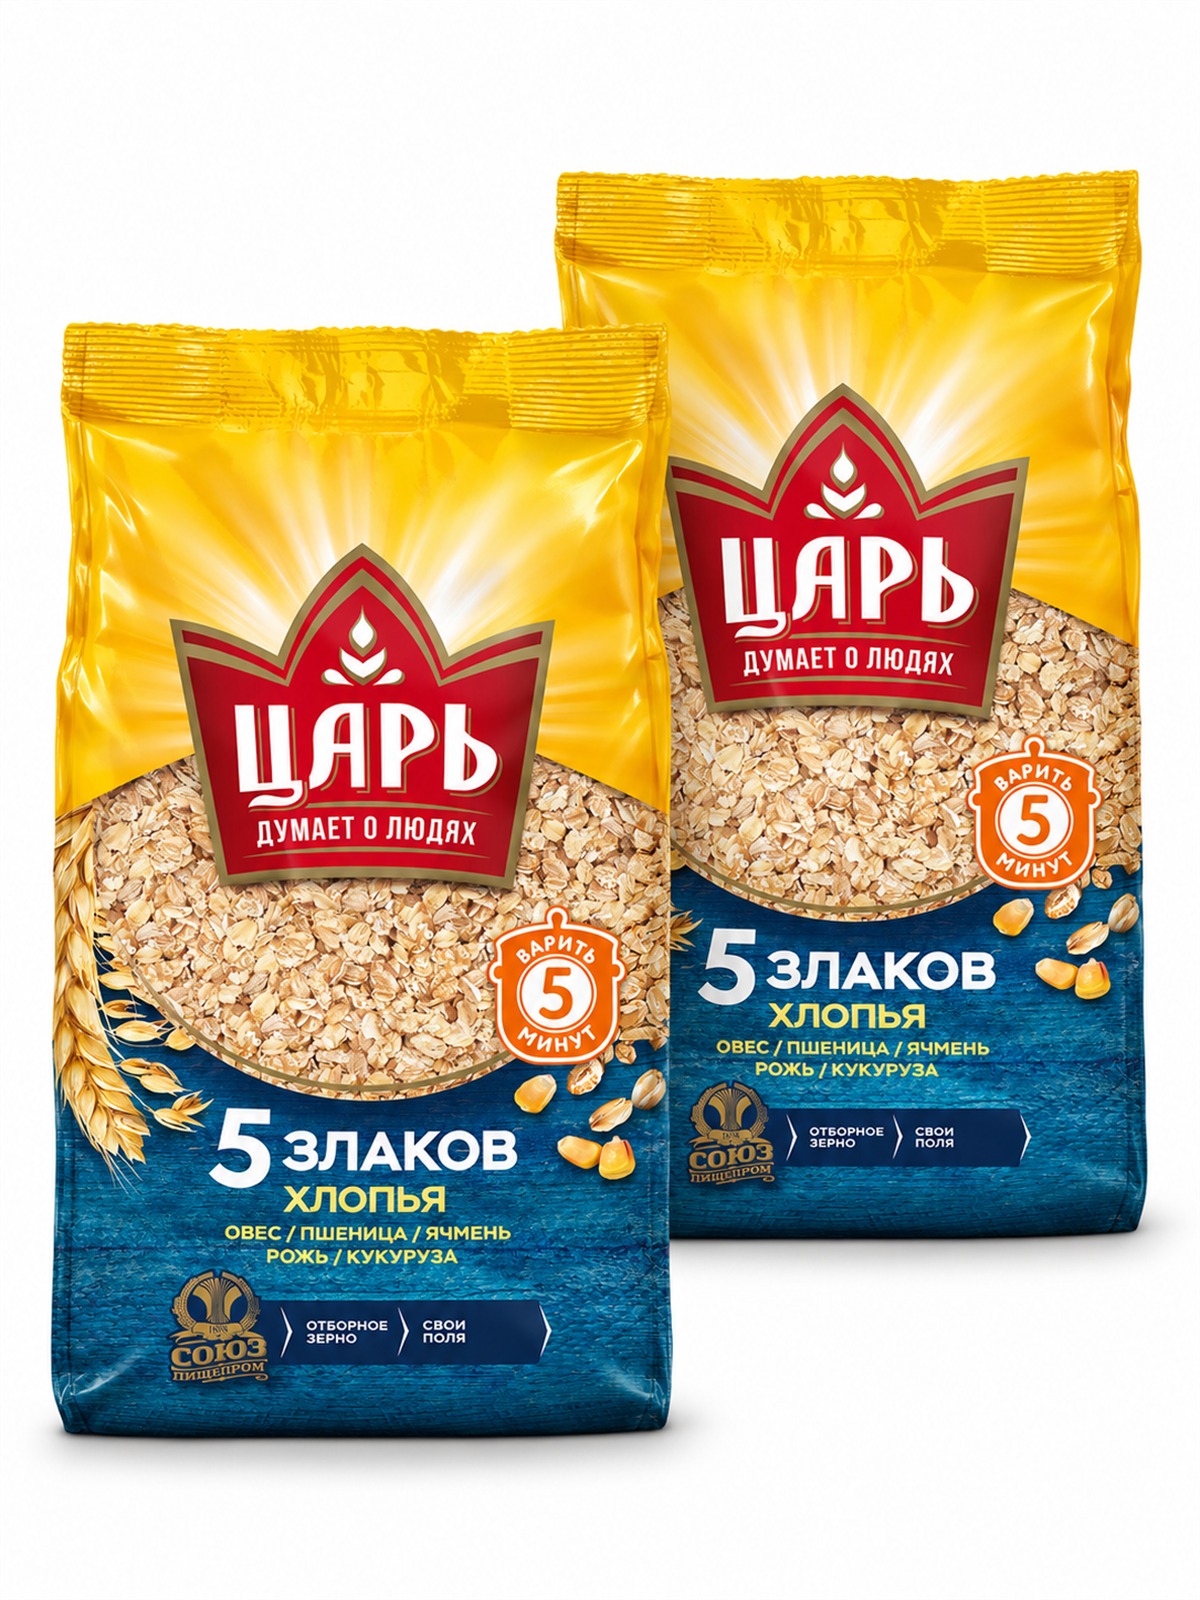 ЦАРЬ
ДУМАЕТ О ЛЮДЯХ
ВАРИТЬ
5
МИНУТ
5 ЗЛАКОВ
ХЛОПЬЯ
ОВЕС / ПШЕНИЦА / ЯЧМЕНЬ
РОЖЬ / КУКУРУЗА
СОЮЗ
ПИЩЕПРОМ
ОТБОРНОЕ
ЗЕРНО
СВОИ
ПОЛЯ
ЦАРЬ
ДУМАЕТ О ЛЮДЯХ
ВАРИТЬ
5
МИНУТ
5 ЗЛАКОВ
ХЛОПЬЯ
ОВЕС / ПШЕНИЦА / ЯЧМЕНЬ
РОЖЬ / КУКУРУЗА
СОЮЗ
ПИЩЕПРОМ
ОТБОРНОЕ
ЗЕРНО
СВОИ
ПОЛЯ